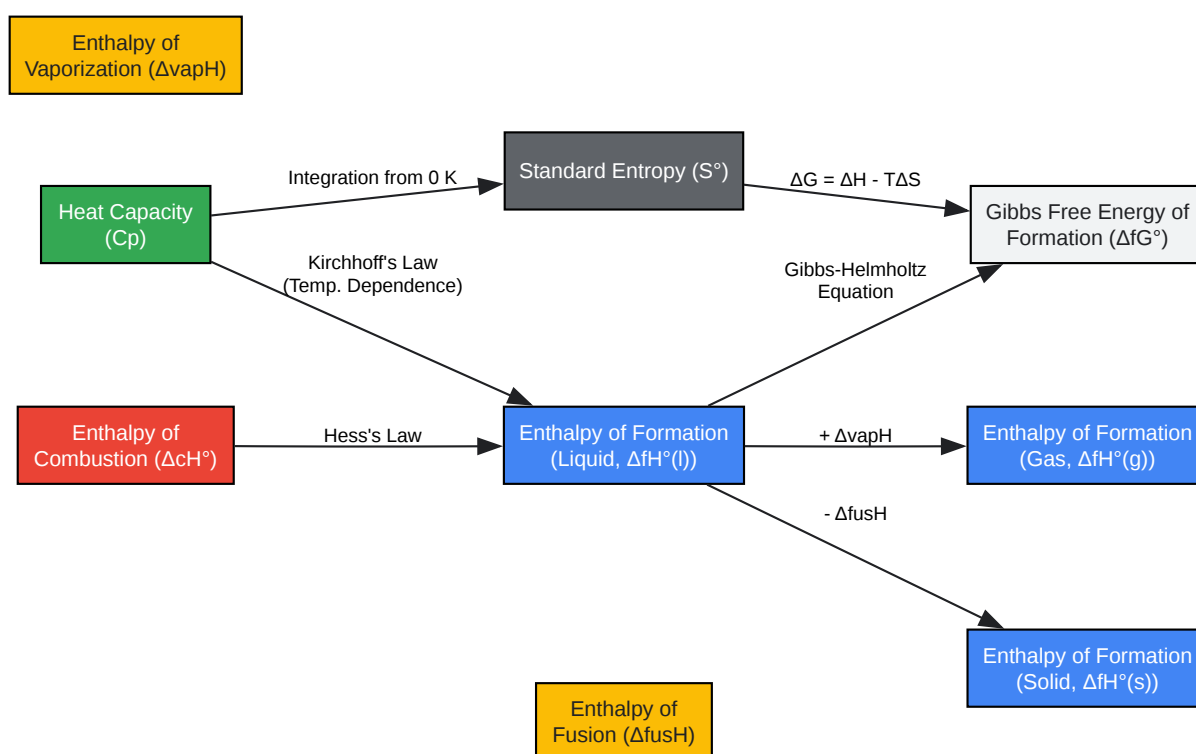 Enthalpy of
Vaporization (ΔvapH)
Standard Entropy (S°)
Integration from 0 K
ΔG = ΔH - TΔS
Heat Capacity
(Cp)
Gibbs Free Energy of
Formation (ΔfG°)
Kirchhoff's Law
(Temp. Dependence)
Gibbs-Helmholtz
Equation
Enthalpy of
Combustion (ΔcH°)
Hess's Law
Enthalpy of Formation
(Liquid, ΔfH°(l))
+ ΔvapH
Enthalpy of Formation
(Gas, ΔfH°(g))
- ΔfusH
Enthalpy of Formation
(Solid, ΔfH°(s))
Enthalpy of
Fusion (ΔfusH)